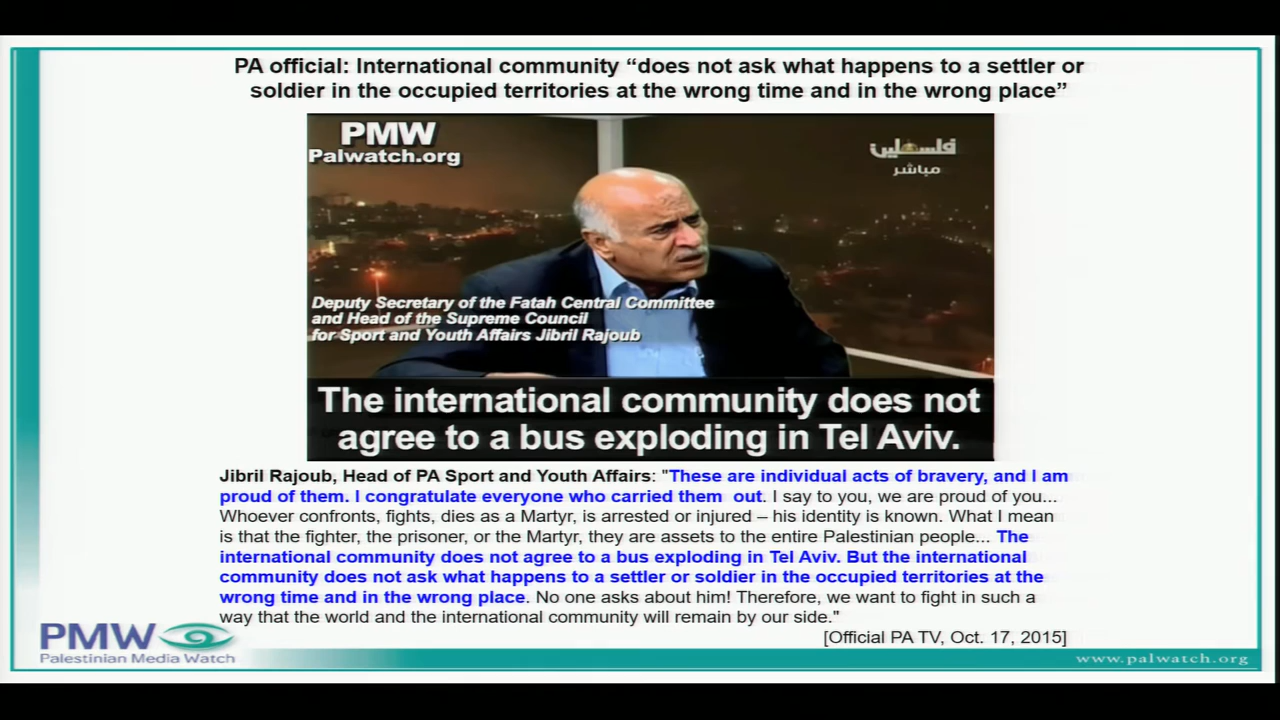 PA official: International community “does not ask what happens to a settler or
soldier in the occupied territories at the wrong time and in the wrong place”
PMW
Palwatch.org
فلسطين
مباشر
Deputy Secretary of the Fatah Central Committee
and Head of the Supreme Council
for Sport and Youth Affairs Jibril Rajoub
The international community does not
agree to a bus exploding in Tel Aviv.
Jibril Rajoub, Head of PA Sport and Youth Affairs: "These are individual acts of bravery, and I am
proud of them. I congratulate everyone who carried them out. I say to you, we are proud of you...
Whoever confronts, fights, dies as a Martyr, is arrested or injured – his identity is known. What I mean
is that the fighter, the prisoner, or the Martyr, they are assets to the entire Palestinian people... The
international community does not agree to a bus exploding in Tel Aviv. But the international
community does not ask what happens to a settler or soldier in the occupied territories at the
wrong time and in the wrong place. No one asks about him! Therefore, we want to fight in such a
way that the world and the international community will remain by our side."
[Official PA TV, Oct. 17, 2015]
PMW
Palestinian Media Watch
www.palwatch.org